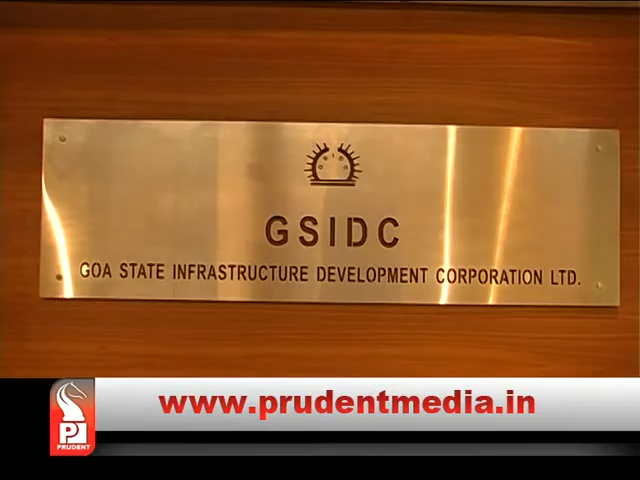 GSIDC
GOA STATE INFRASTRUCTURE DEVELOPMENT CORPORATION LTD.
www.prudentmedia.in
P
PRUDENT